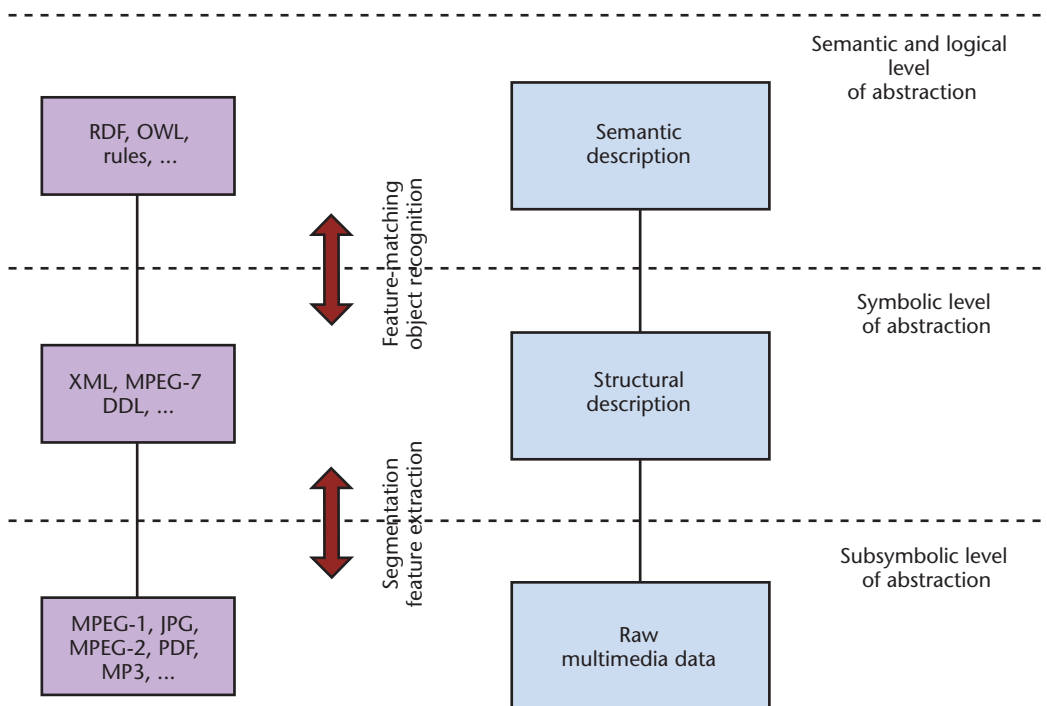 Semantic and logical
level
of abstraction
RDF, OWL,
rules, ...
Semantic
description
Feature-matching
object recognition
Symbolic level
of abstraction
XML, MPEG-7
DDL, ...
Structural
description
Segmentation
feature extraction
Subsymbolic level
of abstraction
MPEG-1, JPG,
MPEG-2, PDF,
MP3, ...
Raw
multimedia data